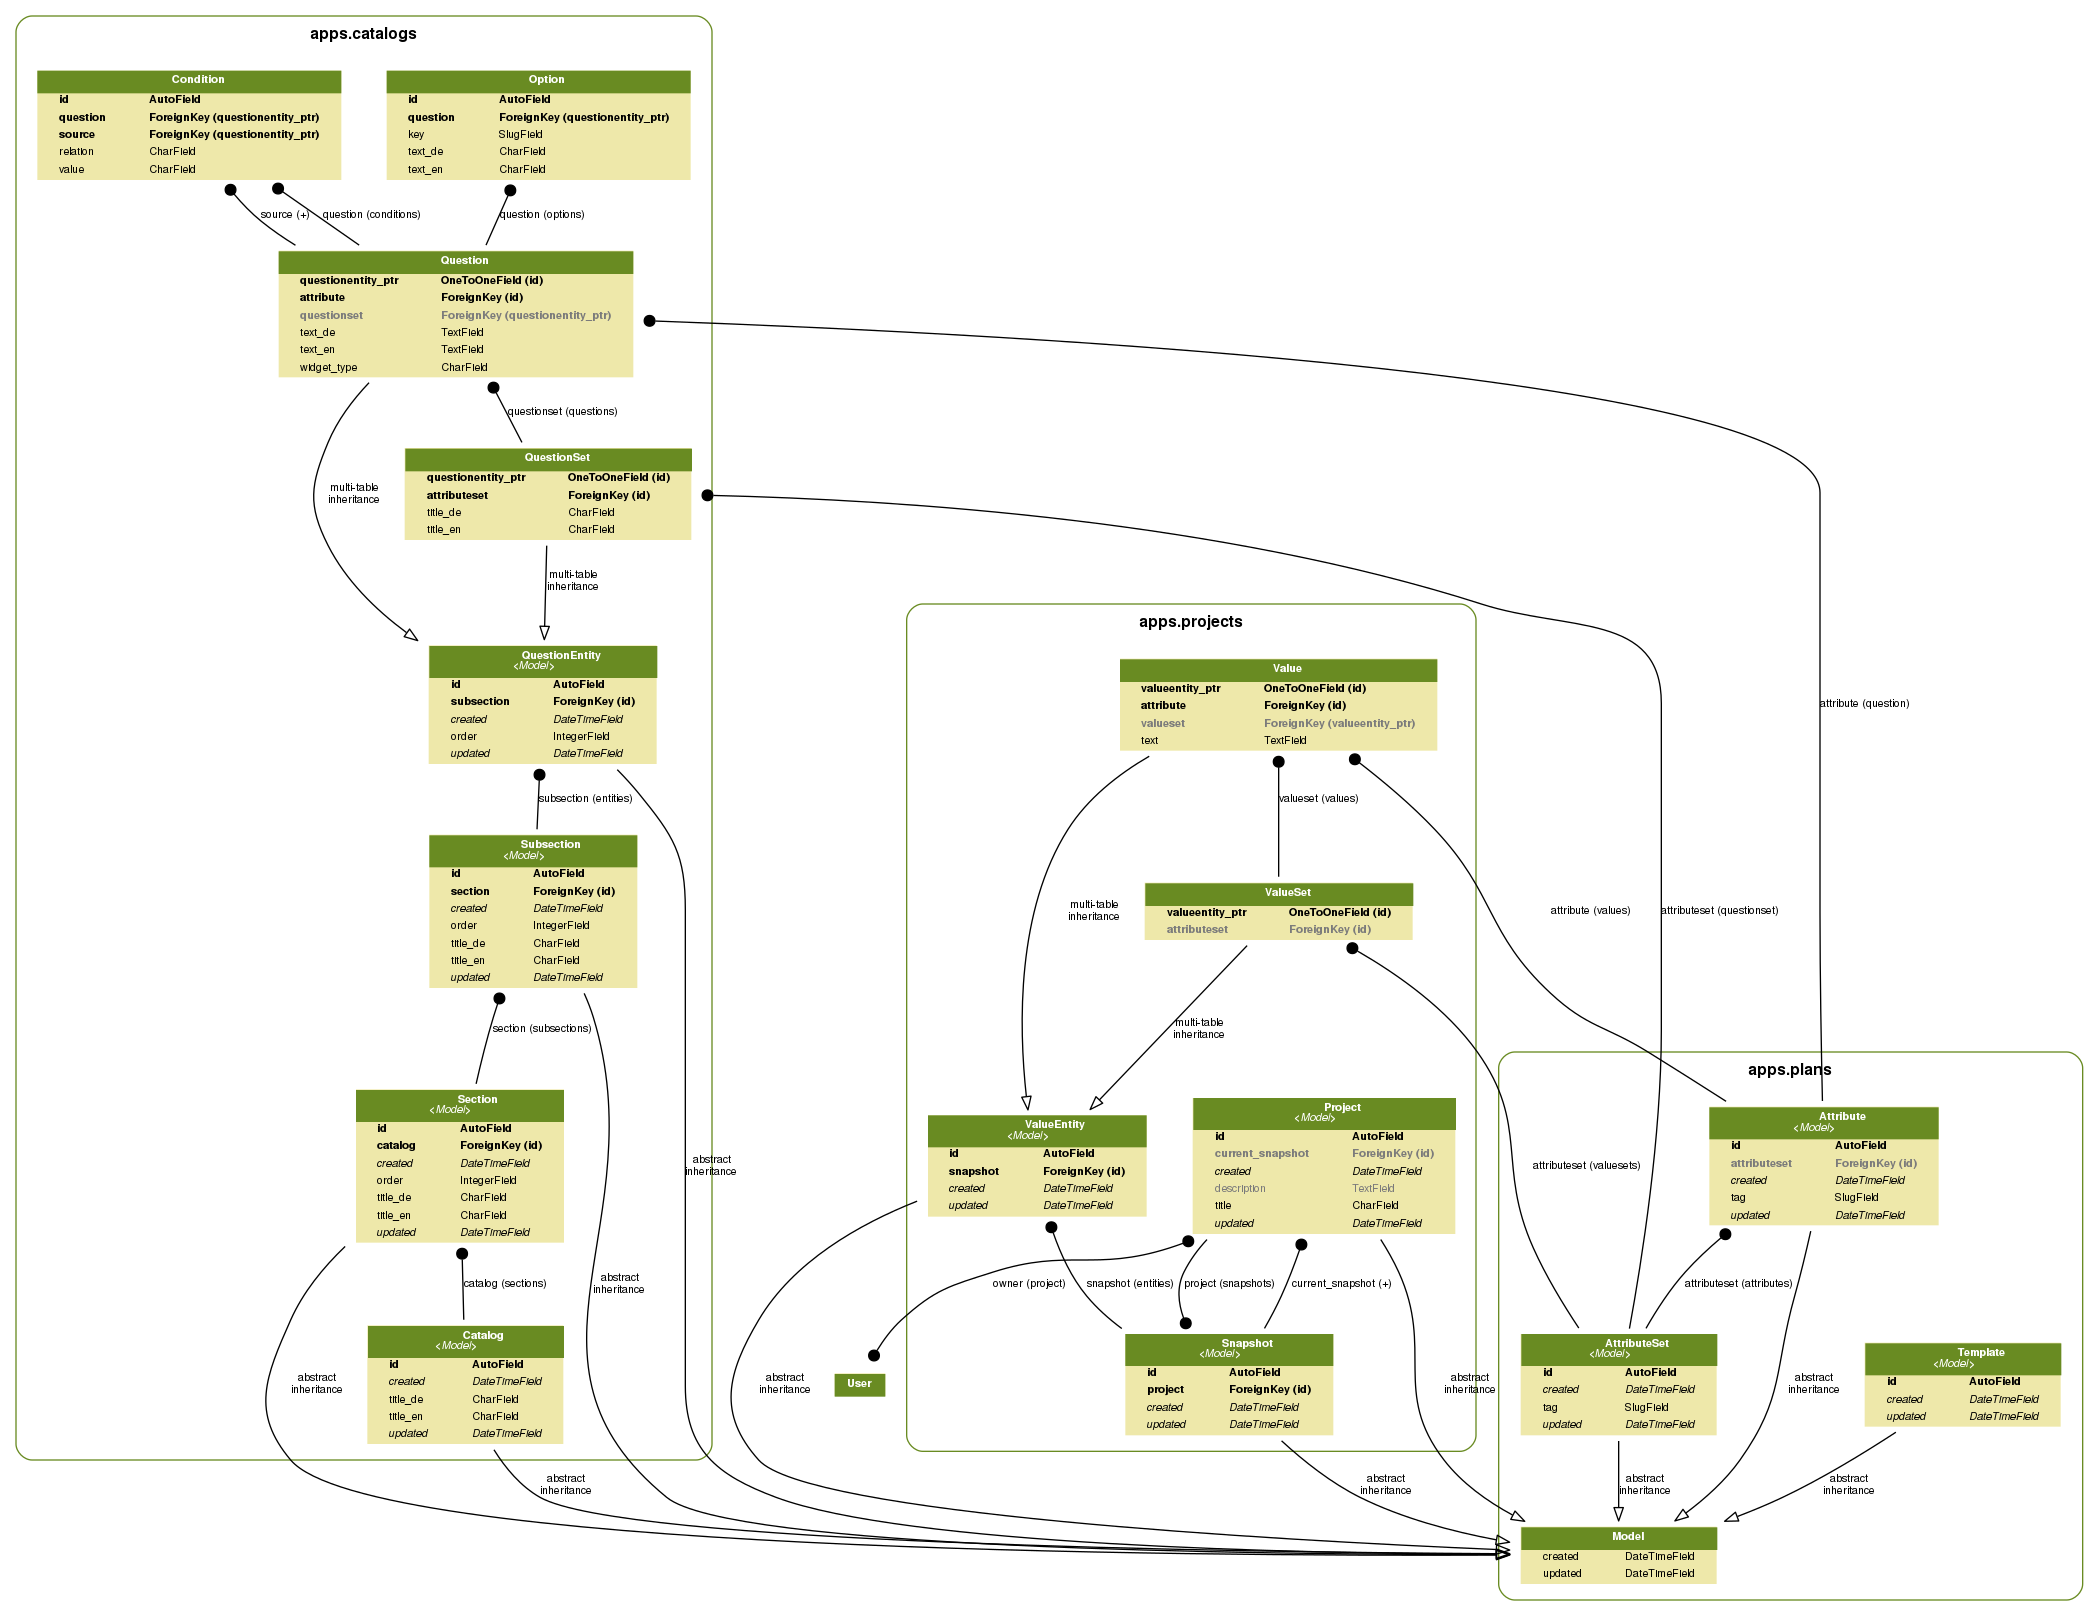 apps.catalogs
Condition
id AutoField
question ForeignKey (questionentity_ptr)
source ForeignKey (questionentity_ptr)
relation CharField
value CharField
Option
id AutoField
question ForeignKey (questionentity_ptr)
key SlugField
text_de CharField
text_en CharField
source (+)
question (conditions)
question (options)
Question
questionentity_ptr OneToOneField (id)
attribute ForeignKey (id)
questionset ForeignKey (questionentity_ptr)
text_de TextField
text_en TextField
widget_type CharField
questionset (questions)
QuestionSet
questionentity_ptr OneToOneField (id)
attributeset ForeignKey (id)
title_de CharField
title_en CharField
multi-table
inheritance
multi-table
inheritance
QuestionEntity
<Model>
id AutoField
subsection ForeignKey (id)
created DateTimeField
order IntegerField
updated DateTimeField
subsection (entities)
Subsection
<Model>
id AutoField
section ForeignKey (id)
created DateTimeField
order IntegerField
title_de CharField
title_en CharField
updated DateTimeField
section (subsections)
Section
<Model>
id AutoField
catalog ForeignKey (id)
created DateTimeField
order IntegerField
title_de CharField
title_en CharField
updated DateTimeField
abstract
inheritance
abstract
inheritance
catalog (sections)
Catalog
<Model>
id AutoField
created DateTimeField
title_de CharField
title_en CharField
updated DateTimeField
abstract
inheritance
abstract
inheritance
apps.projects
Value
valueentity_ptr OneToOneField (id)
attribute ForeignKey (id)
valueset ForeignKey (valueentity_ptr)
text TextField
valueset (values)
multi-table
inheritance
ValueSet
valueentity_ptr OneToOneField (id)
attributeset ForeignKey (id)
multi-table
inheritance
ValueEntity
<Model>
id AutoField
snapshot ForeignKey (id)
created DateTimeField
updated DateTimeField
Project
<Model>
id AutoField
current_snapshot ForeignKey (id)
created DateTimeField
description TextField
title CharField
updated DateTimeField
owner (project)
snapshot (entities)
project (snapshots)
current_snapshot (+)
abstract
inheritance
User
Snapshot
<Model>
id AutoField
project ForeignKey (id)
created DateTimeField
updated DateTimeField
abstract
inheritance
abstract
inheritance
attribute (question)
attribute (values)
attributeset (questionset)
attributeset (valuesets)
apps.plans
Attribute
<Model>
id AutoField
attributeset ForeignKey (id)
created DateTimeField
tag SlugField
updated DateTimeField
attributeset (attributes)
AttributeSet
<Model>
id AutoField
created DateTimeField
tag SlugField
updated DateTimeField
abstract
inheritance
Template
<Model>
id AutoField
created DateTimeField
updated DateTimeField
abstract
inheritance
abstract
inheritance
Model
created DateTimeField
updated DateTimeField